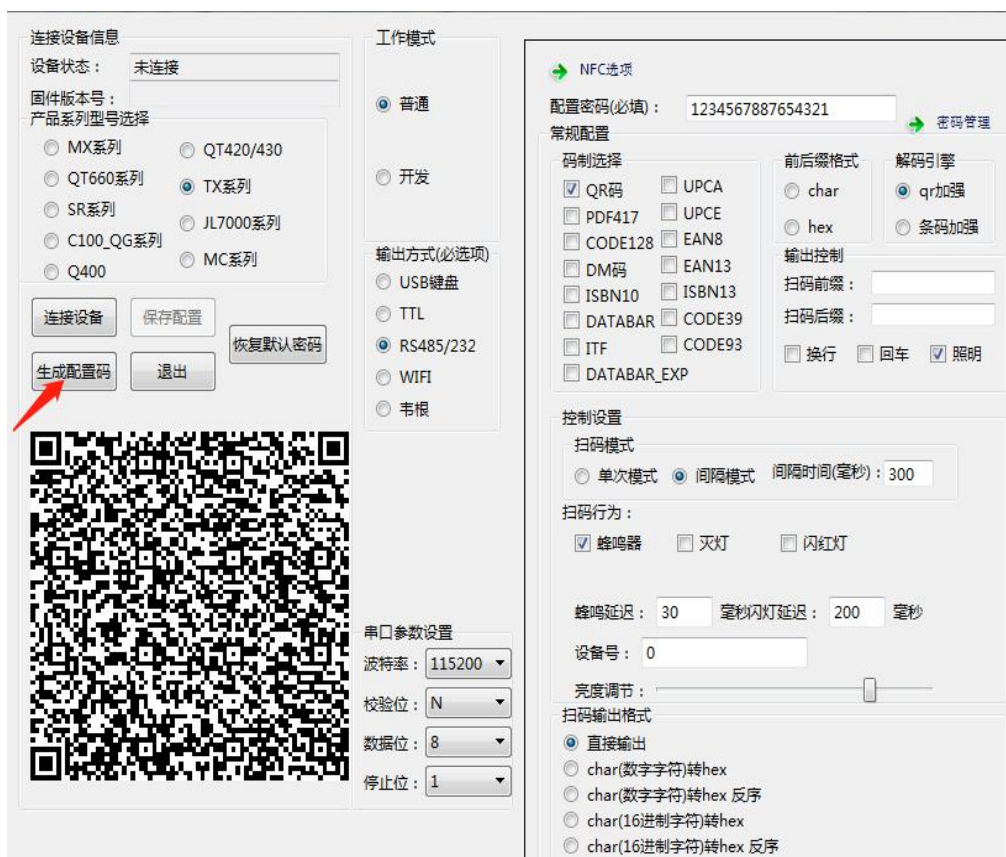 连接设备信息
设备状态： 未连接
固件版本号：
产品系列型号选择
MX系列 QT420/430
QT660系列 TX系列
SR系列 JL7000系列
C100_QG系列 MC系列
Q400
连接设备 保存配置 恢复默认密码
生成配置码 退出
工作模式
普通
开发
输出方式(必选项)
USB键盘
TTL
RS485/232
WIFI
韦根
串口参数设置
波特率： 115200
校验位： N
数据位： 8
停止位： 1
NFC选项
配置密码(必填)： 1234567887654321 密码管理
常规配置
码制选择
QR码 UPCA
PDF417 UPCE
CODE128 EAN8
DM码 EAN13
ISBN10 ISBN13
DATABAR CODE39
ITF CODE93
DATABAR_EXP
前后缀格式
char
hex
解码引擎
qr加强
条码加强
输出控制
扫码前缀：
扫码后缀：
换行 回车 照明
控制设置
扫码模式
单次模式 间隔模式 间隔时间(毫秒)： 300
扫码行为：
蜂鸣器 灭灯 闪红灯
蜂鸣延迟： 30 毫秒闪灯延迟： 200 毫秒
设备号： 0
亮度调节：
扫码输出格式
直接输出
char(数字字符)转hex
char(数字字符)转hex 反序
char(16进制字符)转hex
char(16进制字符)转hex 反序